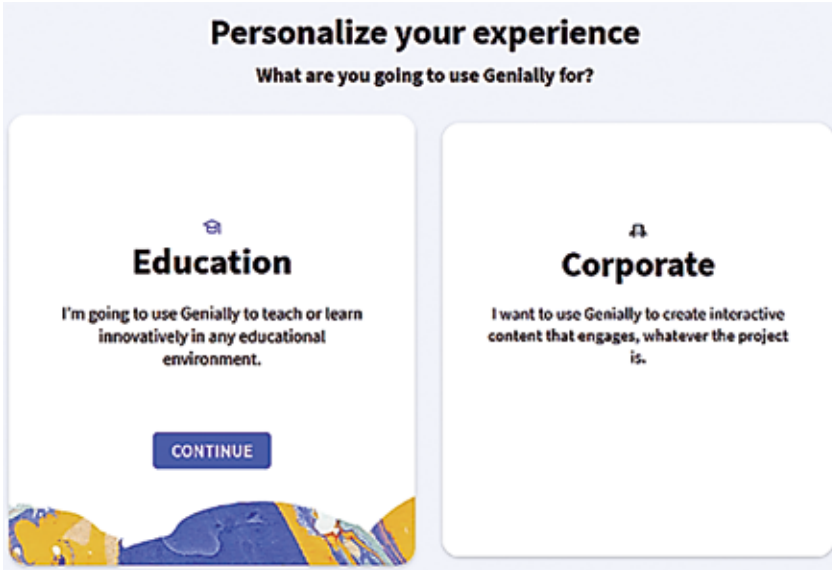 Personalize your experience
What are you going to use Genially for?
Education
I'm going to use Genially to teach or learn
innovatively in any educational
environment.
CONTINUE
Corporate
I want to use Genially to create interactive
content that engages, whatever the project
is.